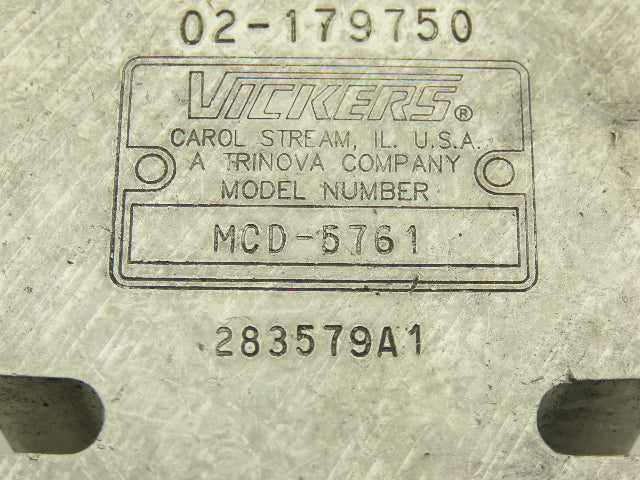 02-179750
VICKERS®
CAROL STREAM, IL. U.S.A.
A TRINOVA COMPANY
MODEL NUMBER
MCD-5761
283579A1